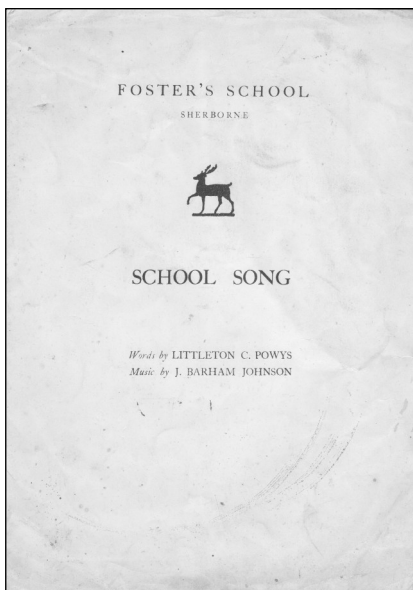 FOSTER'S SCHOOL
SHERBORNE
SCHOOL SONG
Words by LITTLETON C. POWYS
Music by J. BARHAM JOHNSON